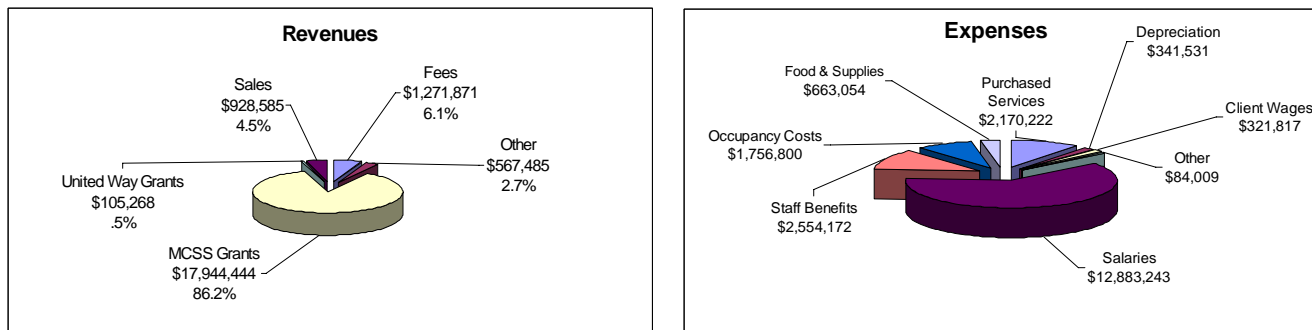 Revenues
Sales
$928,585
4.5%
Fees
$1,271,871
6.1%
Other
$567,485
2.7%
United Way Grants
$105,268
.5%
MCSS Grants
$17,944,444
86.2%
Expenses
Depreciation
$341,531
Food & Supplies
$663,054
Purchased
Services
$2,170,222
Client Wages
$321,817
Occupancy Costs
$1,756,800
Other
$84,009
Staff Benefits
$2,554,172
Salaries
$12,883,243